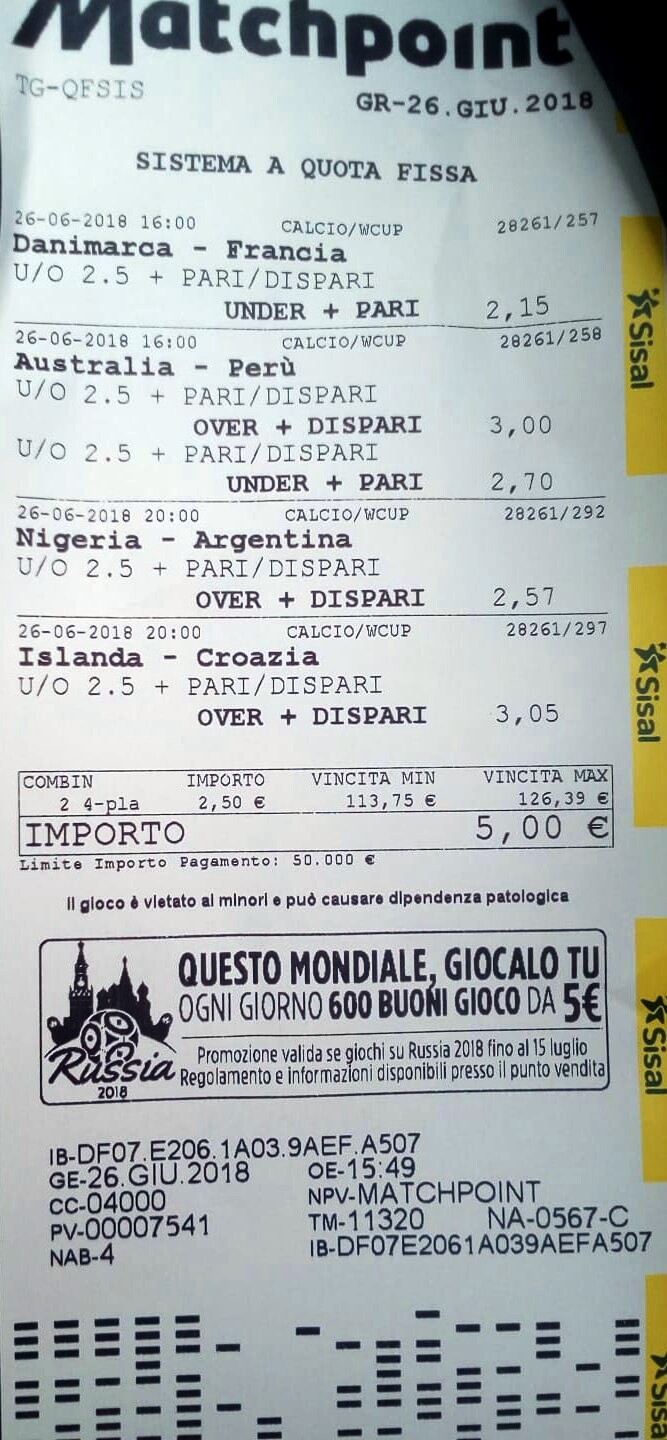 Matchpoint
TG-QFSIS
GR-26.GIU.2018
SISTEMA A QUOTA FISSA
26-06-2018 16:00 CALCIO/WCUP 28261/257
Danimarca - Francia
U/O 2.5 + PARI/DISPARI
UNDER + PARI 2,15
26-06-2018 16:00 CALCIO/WCUP 28261/258
Australia - Perù
U/O 2.5 + PARI/DISPARI
OVER + DISPARI 3,00
U/O 2.5 + PARI/DISPARI
UNDER + PARI 2,70
26-06-2018 20:00 CALCIO/WCUP 28261/292
Nigeria - Argentina
U/O 2.5 + PARI/DISPARI
OVER + DISPARI 2,57
26-06-2018 20:00 CALCIO/WCUP 28261/297
Islanda - Croazia
U/O 2.5 + PARI/DISPARI
OVER + DISPARI 3,05
COMBIN IMPORTO VINCITA MIN VINCITA MAX
2 4-pla 2,50 € 113,75 € 126,39 €
IMPORTO 5,00 €
Limite Importo Pagamento: 50.000 €
Il gioco è vietato ai minori e può causare dipendenza patologica
QUESTO MONDIALE, GIOCALO TU
OGNI GIORNO 600 BUONI GIOCO DA 5€
Promozione valida se giochi su Russia 2018 fino al 15 luglio
Regolamento e informazioni disponibili presso il punto vendita
Russia
2018
IB-DF07.E206.1A03.9AEF.A507
GE-26.GIU.2018 OE-15:49
CC-04000 NPV-MATCHPOINT
PV-00007541 TM-11320 NA-0567-C
NAB-4 IB-DF07E2061A039AEFA507
Sisal
Sisal
Sisal
Sisa